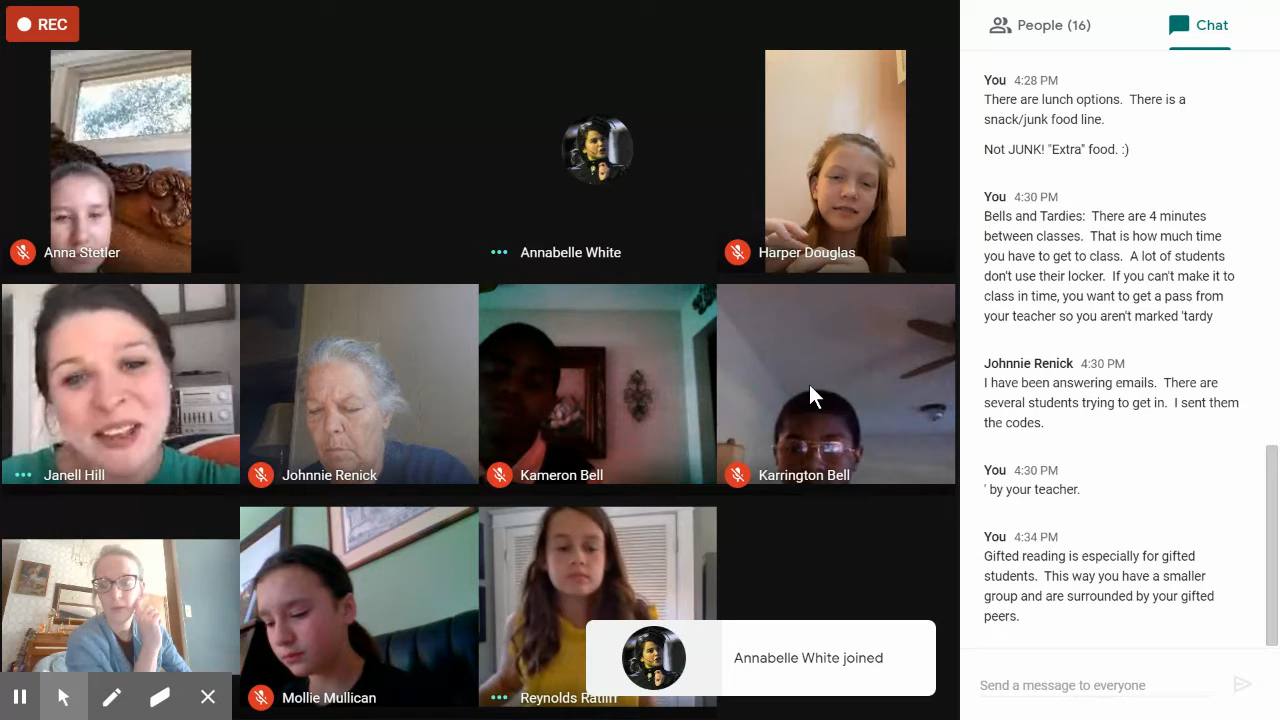 REC
People (16)
Chat
Anna Stetler
Annabelle White
Harper Douglas
Janell Hill
Johnnie Renick
Kameron Bell
Karrington Bell
Mollie Mullican
Reynolds Ratliff
Annabelle White joined
You 4:28 PM
There are lunch options. There is a
snack/junk food line.
Not JUNK! "Extra" food. :)
You 4:30 PM
Bells and Tardies: There are 4 minutes
between classes. That is how much time
you have to get to class. A lot of students
don't use their locker. If you can't make it to
class in time, you want to get a pass from
your teacher so you aren't marked 'tardy
Johnnie Renick 4:30 PM
I have been answering emails. There are
several students trying to get in. I sent them
the codes.
You 4:30 PM
' by your teacher.
You 4:34 PM
Gifted reading is especially for gifted
students. This way you have a smaller
group and are surrounded by your gifted
peers.
Send a message to everyone